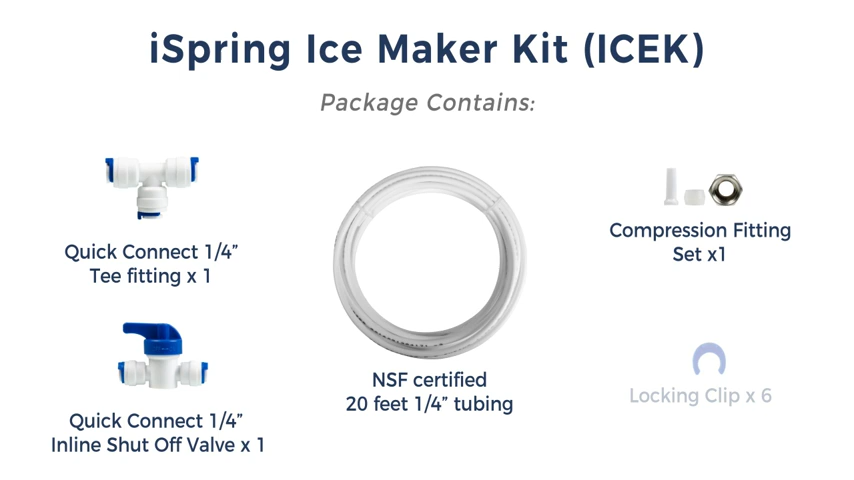 iSpring Ice Maker Kit (ICEK)
Package Contains:
Quick Connect 1/4”
Tee fitting x 1
Quick Connect 1/4”
Inline Shut Off Valve x 1
NSF certified
20 feet 1/4” tubing
Compression Fitting
Set x1
Locking Clip x 6